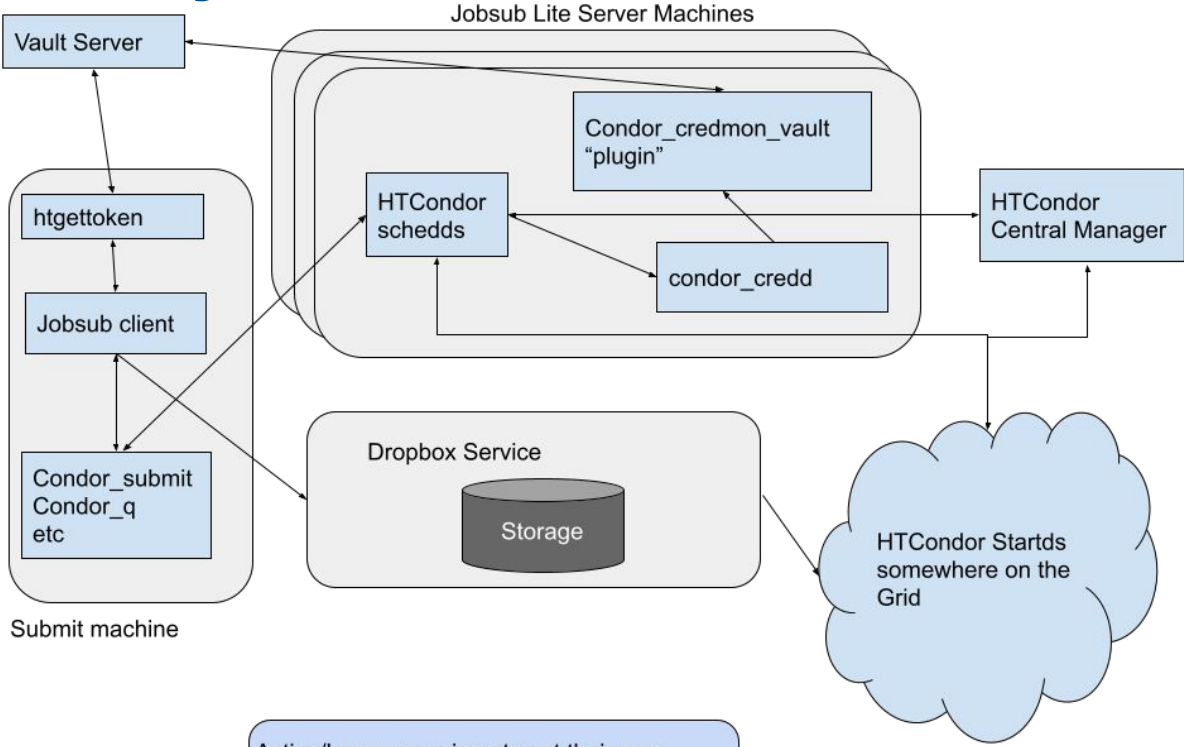 Jobsub Lite Server Machines
Vault Server
Condor_credmon_vault
“plugin”
htgettoken
HTCondor
schedds
HTCondor
Central Manager
condor_credd
Jobsub client
Dropbox Service
Condor_submit
Condor_q
etc
Storage
HTCondor Startds
somewhere on the
Grid
Submit machine